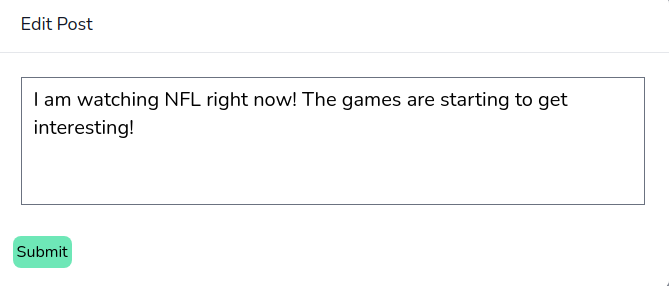 Edit Post
I am watching NFL right now! The games are starting to get
interesting!
Submit